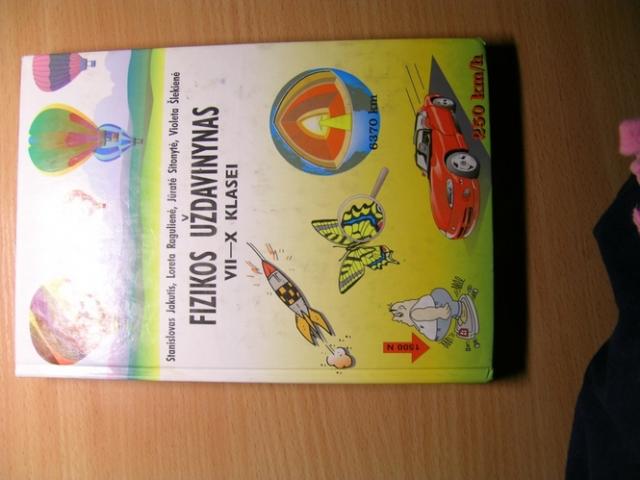 Stanislovas Jakutis, Loreta Ragulienė, Jūratė Sitonytė, Violeta Šlekienė
FIZIKOS UŽDAVINYNAS
VII—X KLASEI
6370 km
250 km/h
1500 N